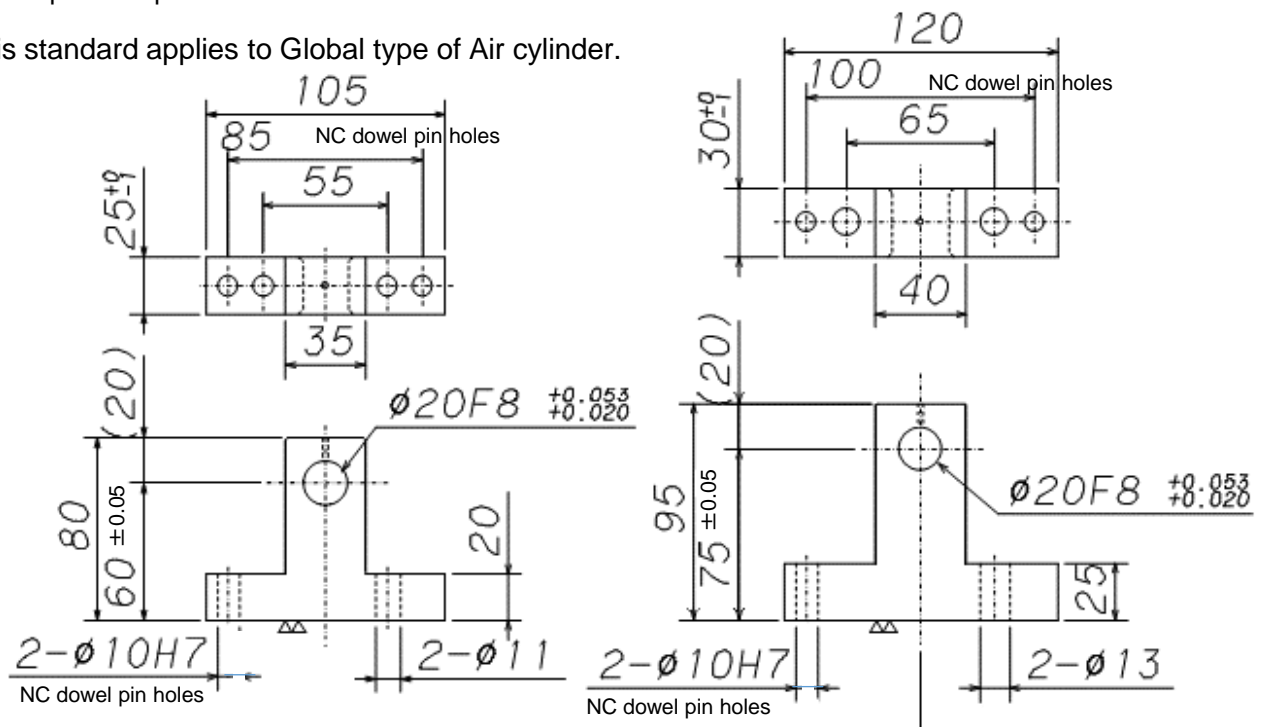 is standard applies to Global type of Air cylinder.
105
85 NC dowel pin holes
55
25 +0 -1
35
(20)
ø20F8 +0.053 +0.020
80
60 ±0.05
20
2-ø10H7
NC dowel pin holes
2-ø11
120
100 NC dowel pin holes
65
30 +0 -1
40
(20)
ø20F8 +0.053 +0.020
95
75 ±0.05
25
2-ø10H7
NC dowel pin holes
2-ø13